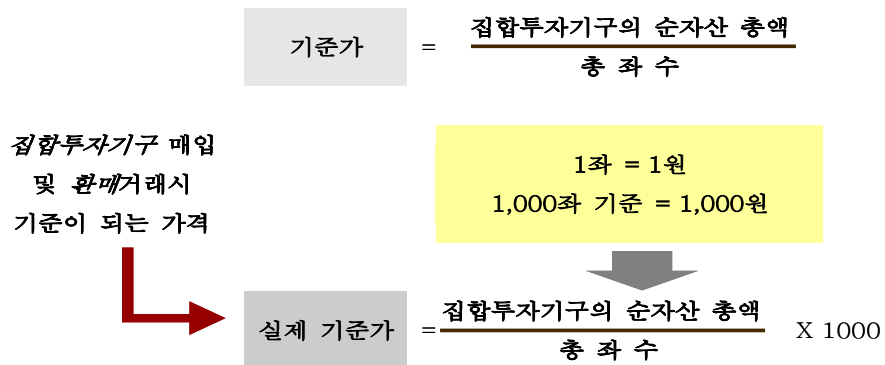 기준가 = 집합투자기구의 순자산 총액
총 좌 수
집합투자기구 매입
및 환매거래시
기준이 되는 가격
1좌 = 1원
1,000좌 기준 = 1,000원
실제 기준가 = 집합투자기구의 순자산 총액
총 좌 수
X 1000